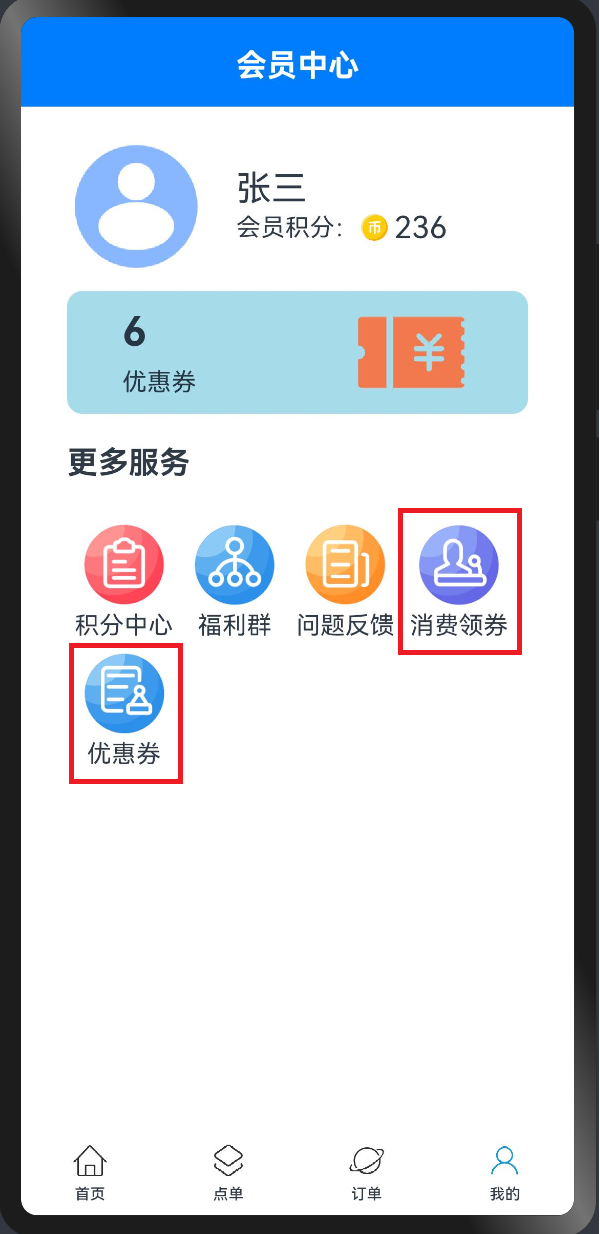 会员中心
张三
会员积分： 币 236
6
优惠券
¥
更多服务
积分中心 福利群 问题反馈 消费领券
优惠券
首页 点单 订单 我的